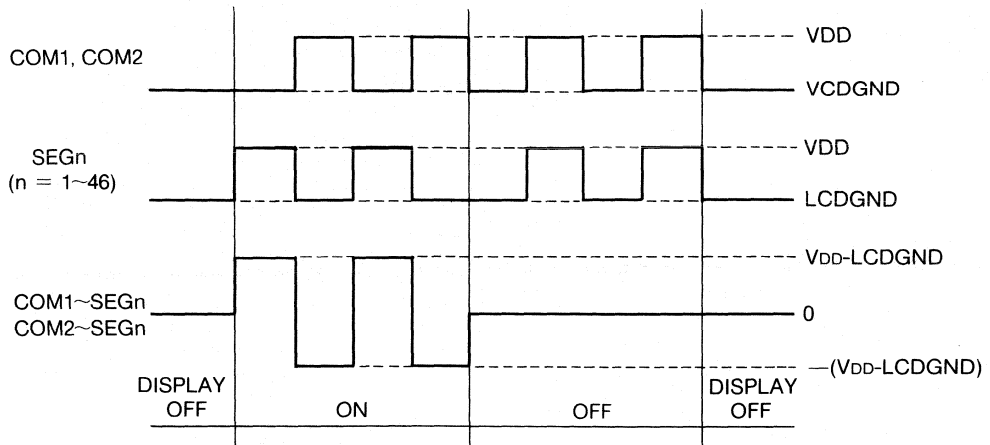 VDD
COM1, COM2
VCDGND
SEGn
(n = 1~46)
VDD
LCDGND
VDD-LCDGND
COM1~SEGn
COM2~SEGn
0
—(VDD-LCDGND)
DISPLAY
OFF
ON
OFF
DISPLAY
OFF